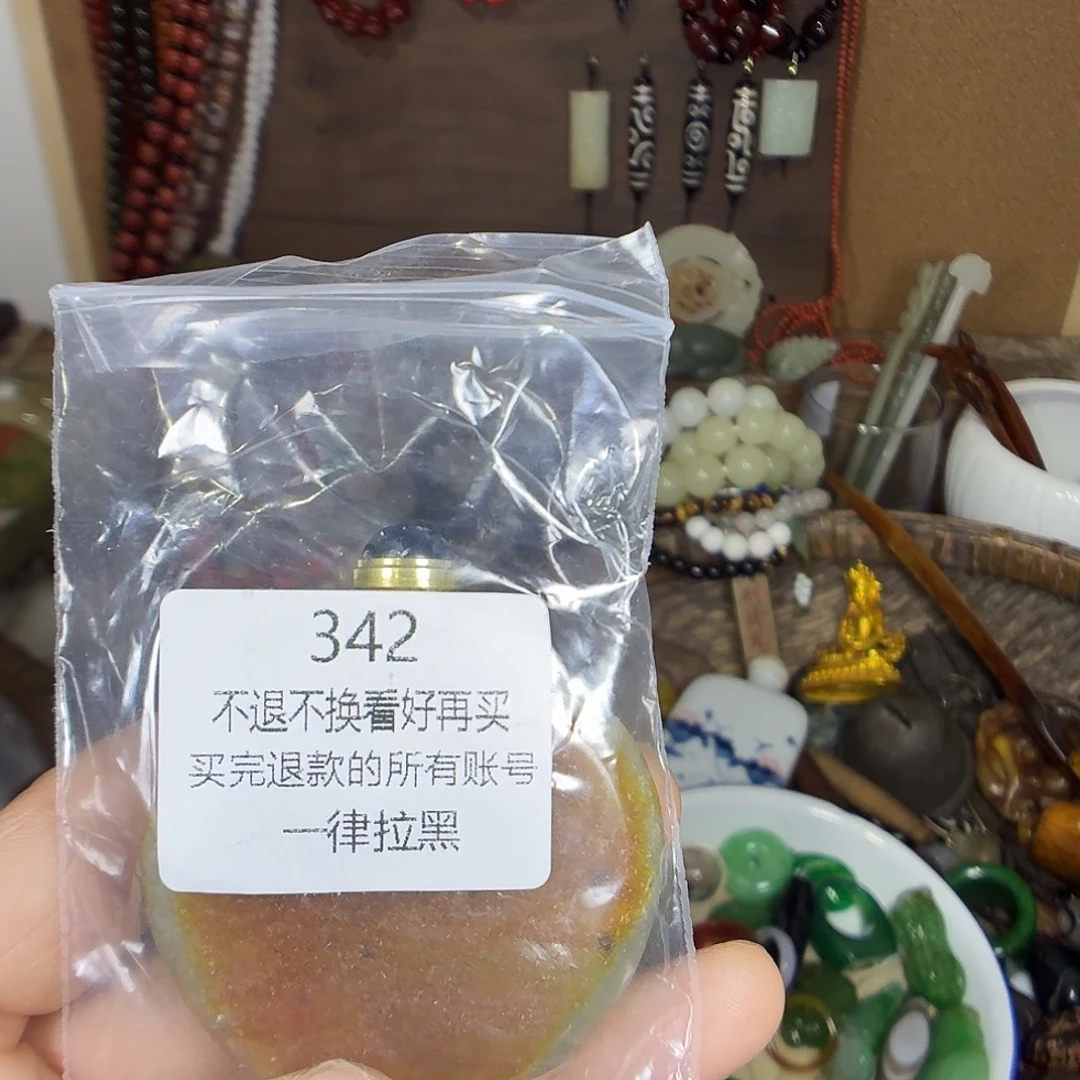 342
不退不换看好再买
买完退款的所有账号
一律拉黑